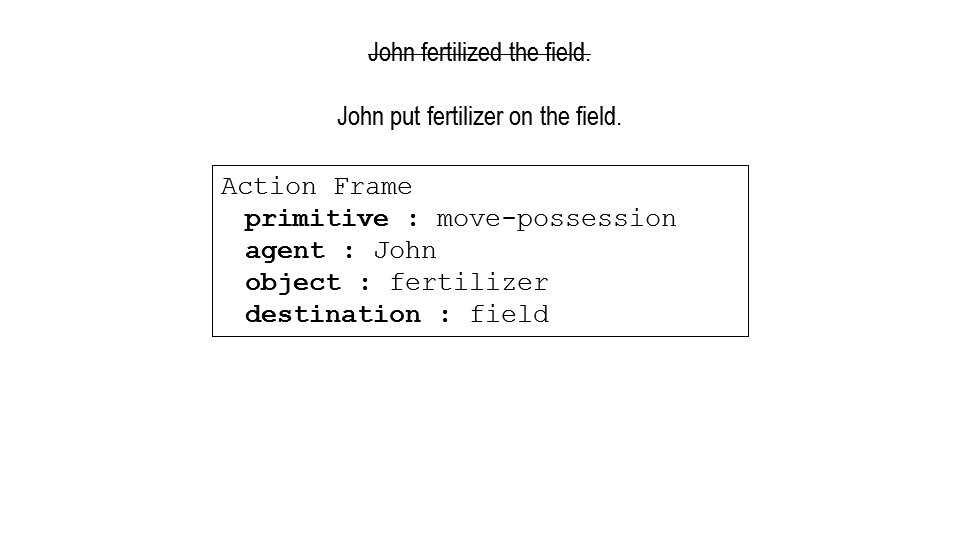 John fertilized the field.
John put fertilizer on the field.
Action Frame
primitive : move-possession
agent : John
object : fertilizer
destination : field